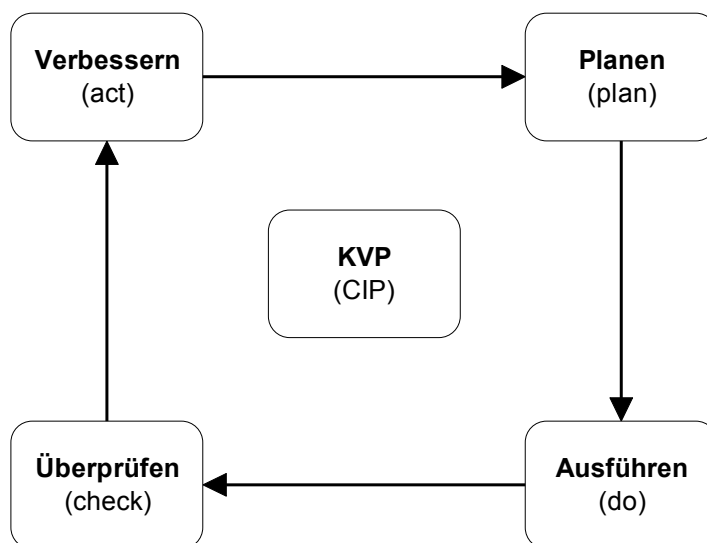 Verbessern
(act)
Planen
(plan)
KVP
(CIP)
Überprüfen
(check)
Ausführen
(do)